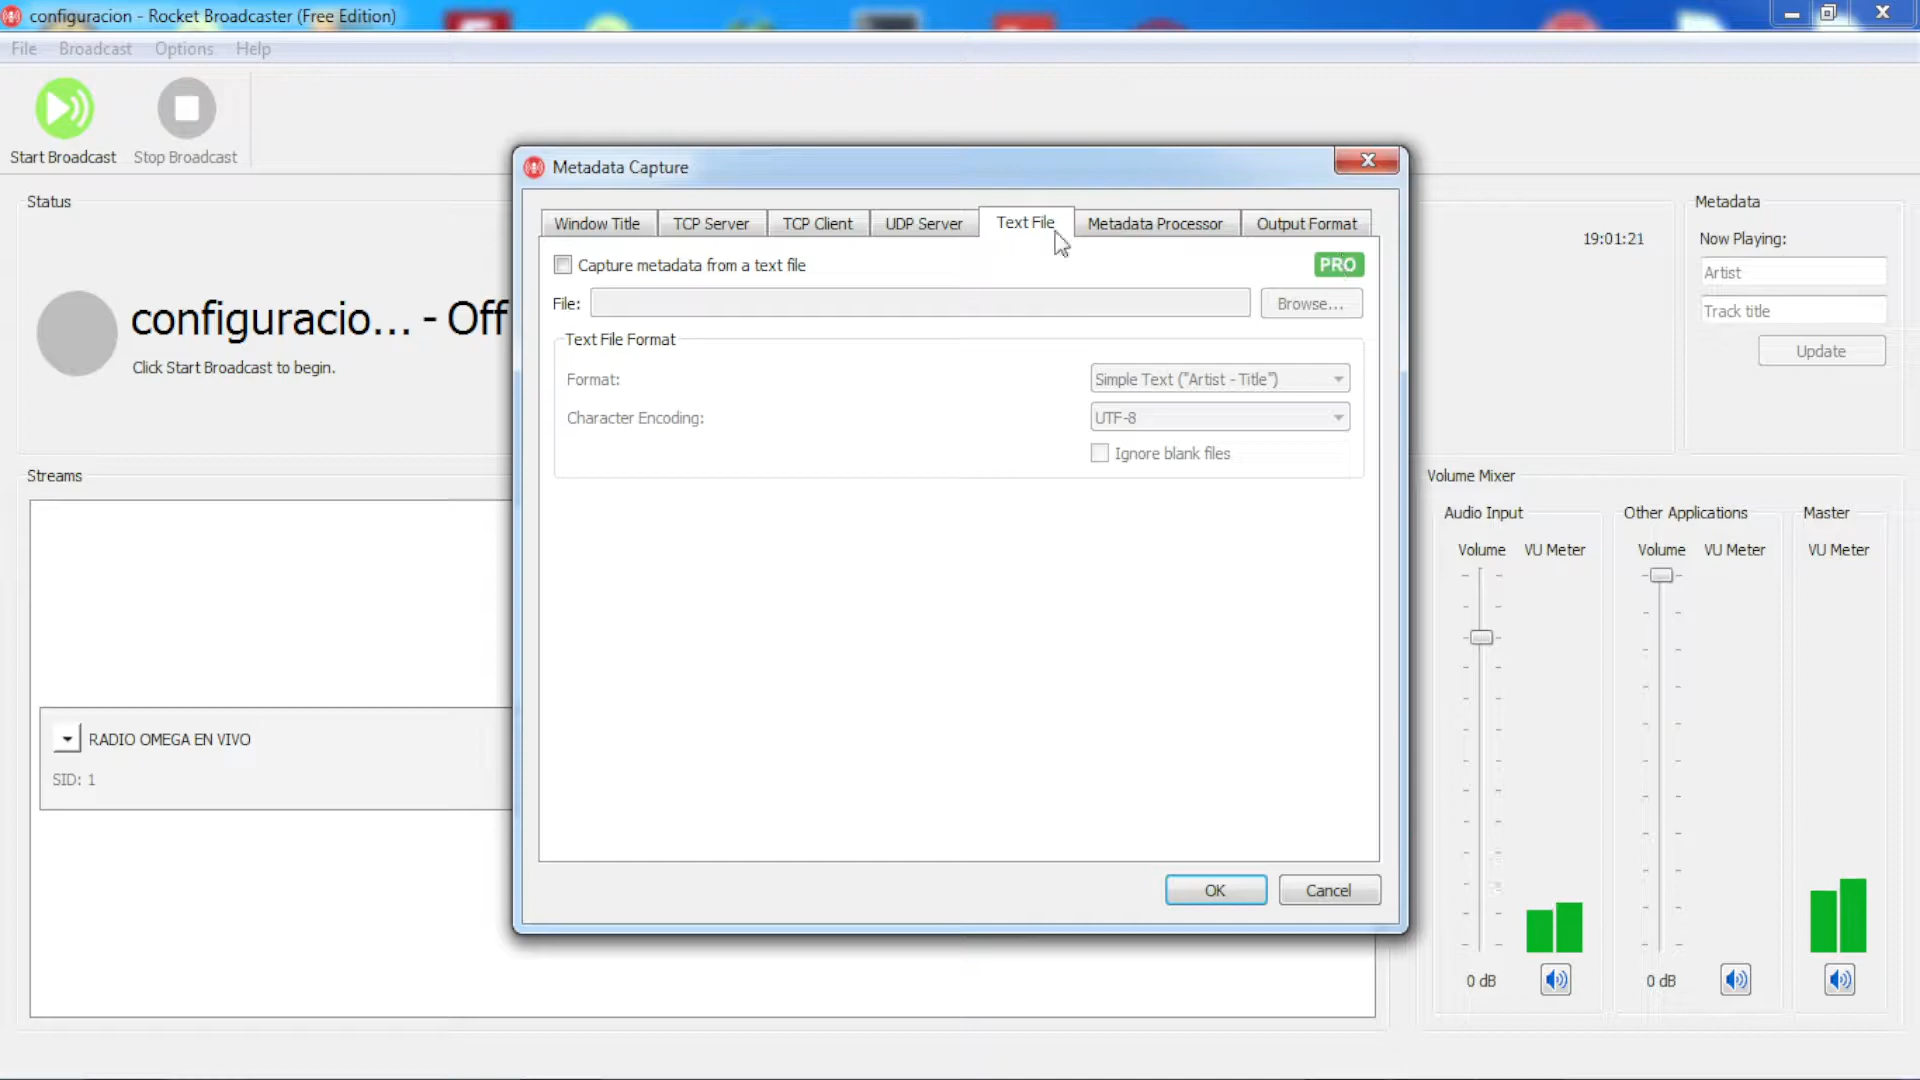 configuracion - Rocket Broadcaster (Free Edition)
File Broadcast Options Help
Start Broadcast Stop Broadcast
Status
configuracio... - Off
Click Start Broadcast to begin.
19:01:21
Metadata
Now Playing:
Artist
Track title
Update
Metadata Capture
Window Title TCP Server TCP Client UDP Server Text File Metadata Processor Output Format
Capture metadata from a text file PRO
File: Browse...
Text File Format
Format: Simple Text ("Artist - Title")
Character Encoding: UTF-8
Ignore blank files
OK Cancel
Streams
RADIO OMEGA EN VIVO
SID: 1
Volume Mixer
Audio Input Other Applications Master
Volume VU Meter Volume VU Meter VU Meter
0 dB 0 dB